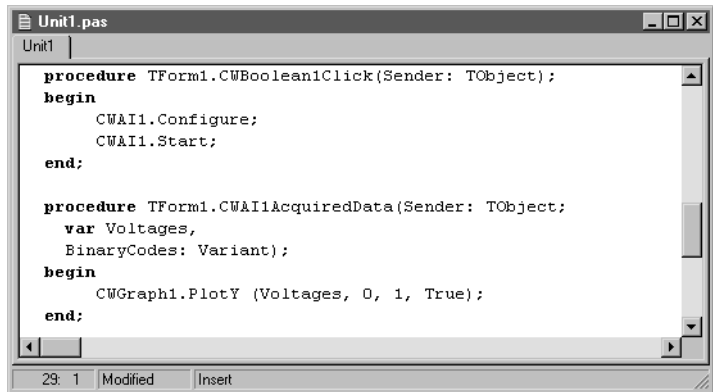 Unit1.pas
Unit1
procedure TForm1.CWBoolean1Click(Sender: TObject);
begin
CWAI1.Configure;
CWAI1.Start;
end;
procedure TForm1.CWAI1AcquiredData(Sender: TObject;
var Voltages,
BinaryCodes: Variant);
begin
CWGraph1.PlotY (Voltages, 0, 1, True);
end;
29: 1 Modified Insert